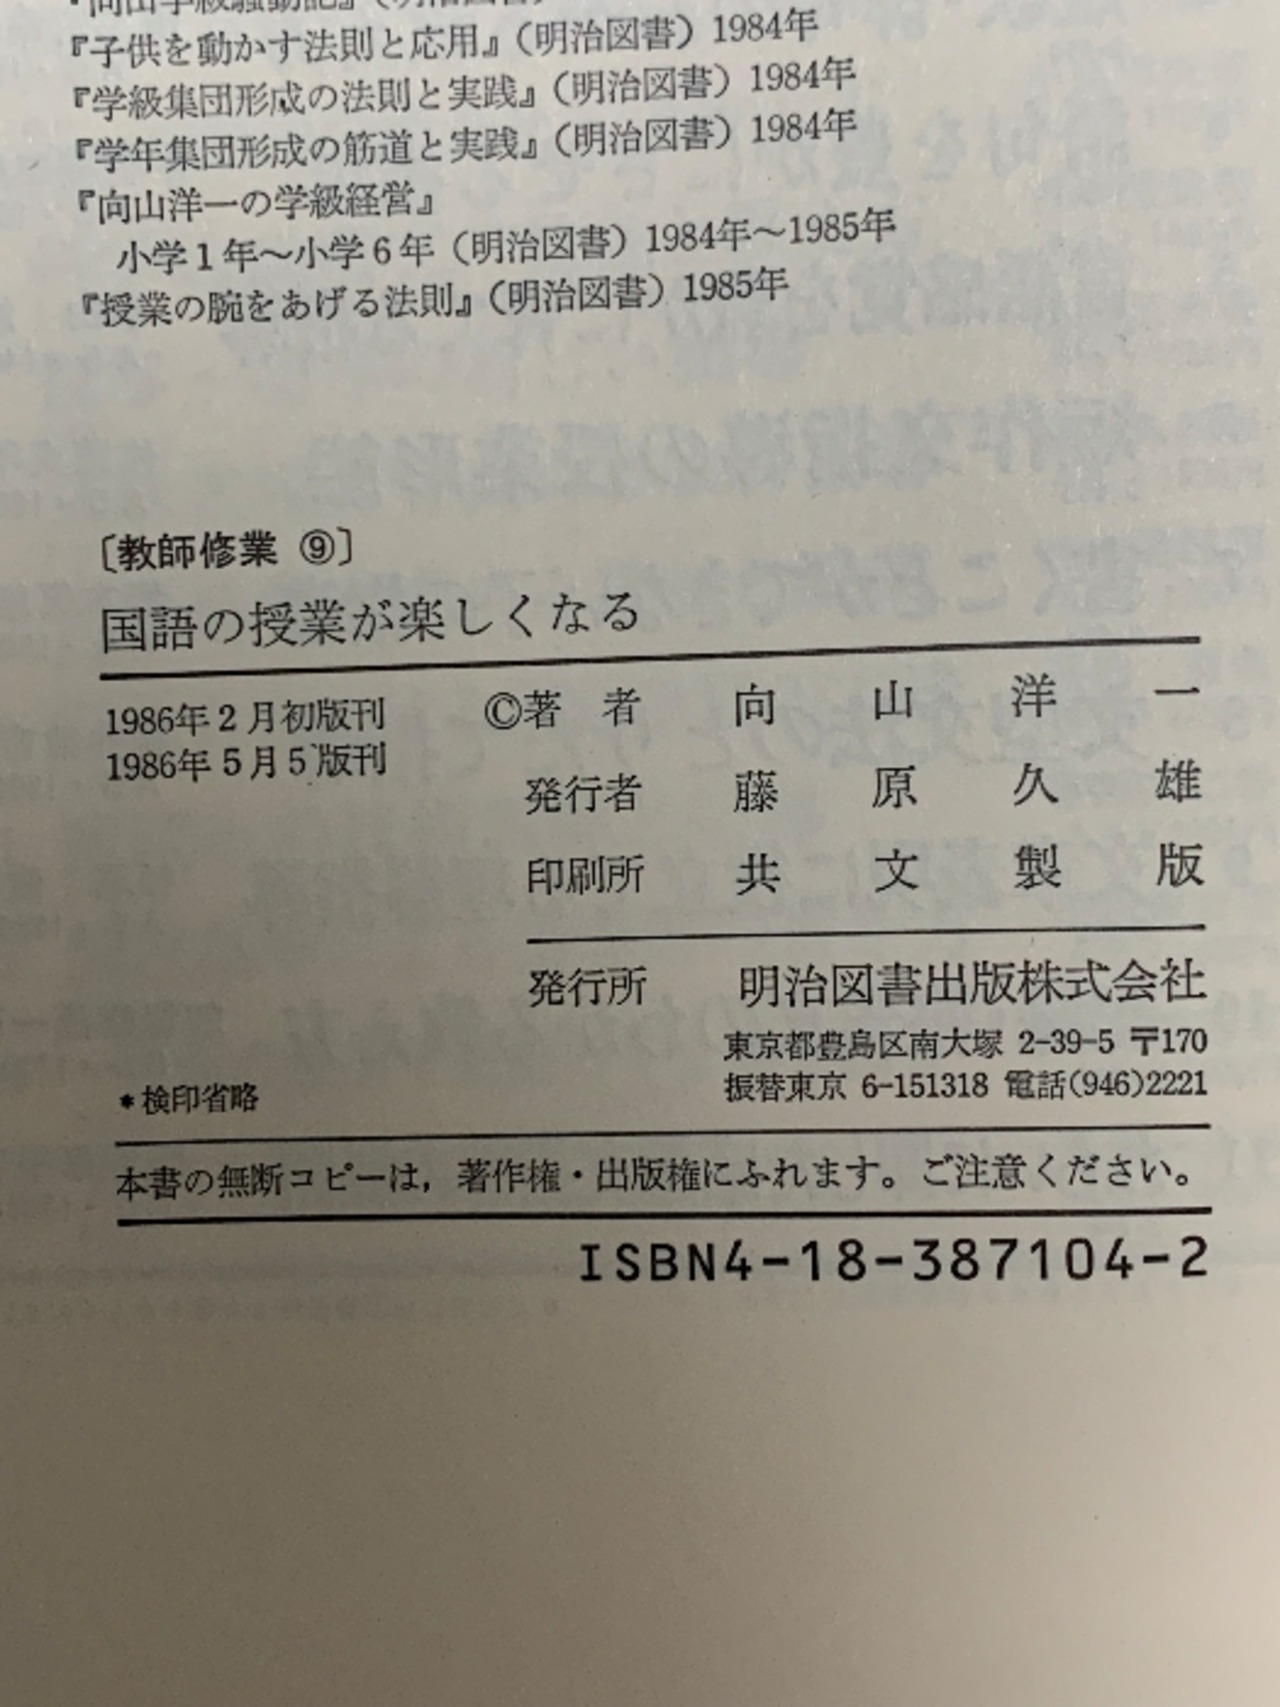 『向山学級騒動記』（明治図書）
『子供を動かす法則と応用』（明治図書）1984年
『学級集団形成の法則と実践』（明治図書）1984年
『学年集団形成の筋道と実践』（明治図書）1984年
『向山洋一の学級経営』
小学1年〜小学6年（明治図書）1984年〜1985年
『授業の腕をあげる法則』（明治図書）1985年
〔教師修業 ⑨〕
国語の授業が楽しくなる
1986年2月初版刊
1986年5月5版刊
©著 者 向 山 洋 一
発行者 藤 原 久 雄
印刷所 共 文 製 版
発行所 明治図書出版株式会社
東京都豊島区南大塚 2-39-5 〒170
振替東京 6-151318 電話(946)2221
*検印省略
本書の無断コピーは，著作権・出版権にふれます。ご注意ください。
ISBN4-18-387104-2